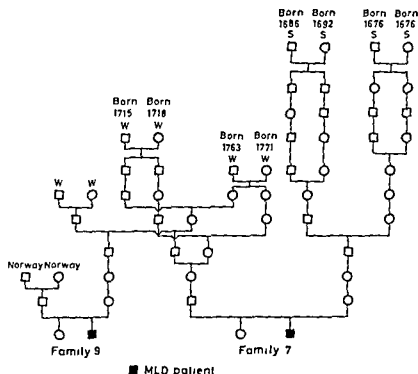 Born Born Born Born
1686 1692 1676 1676
S S S S
Born Born
1715 1718
W W
Born Born
1763 1771
W W
W W
Norway Norway
Family 9 Family 7
■ MLD patient